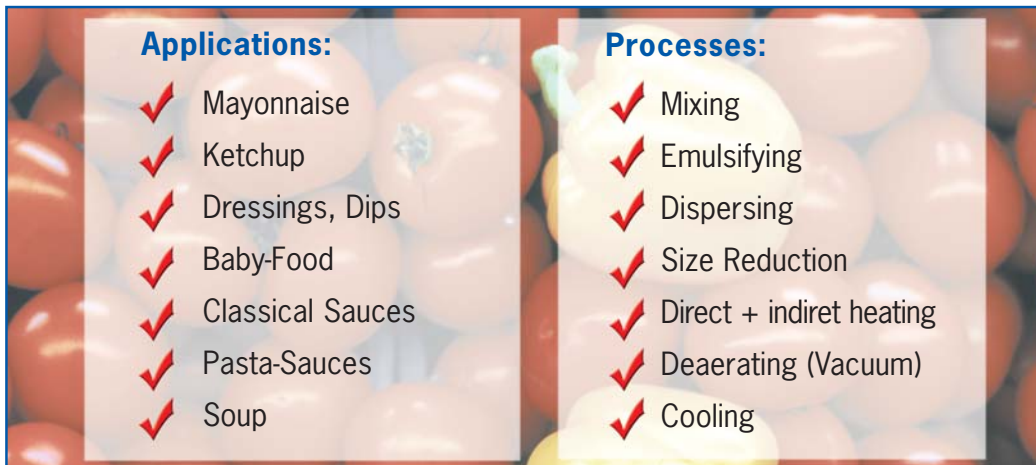 Applications:
Mayonnaise
Ketchup
Dressings, Dips
Baby-Food
Classical Sauces
Pasta-Sauces
Soup
Processes:
Mixing
Emulsifying
Dispersing
Size Reduction
Direct + indiret heating
Deaerating (Vacuum)
Cooling